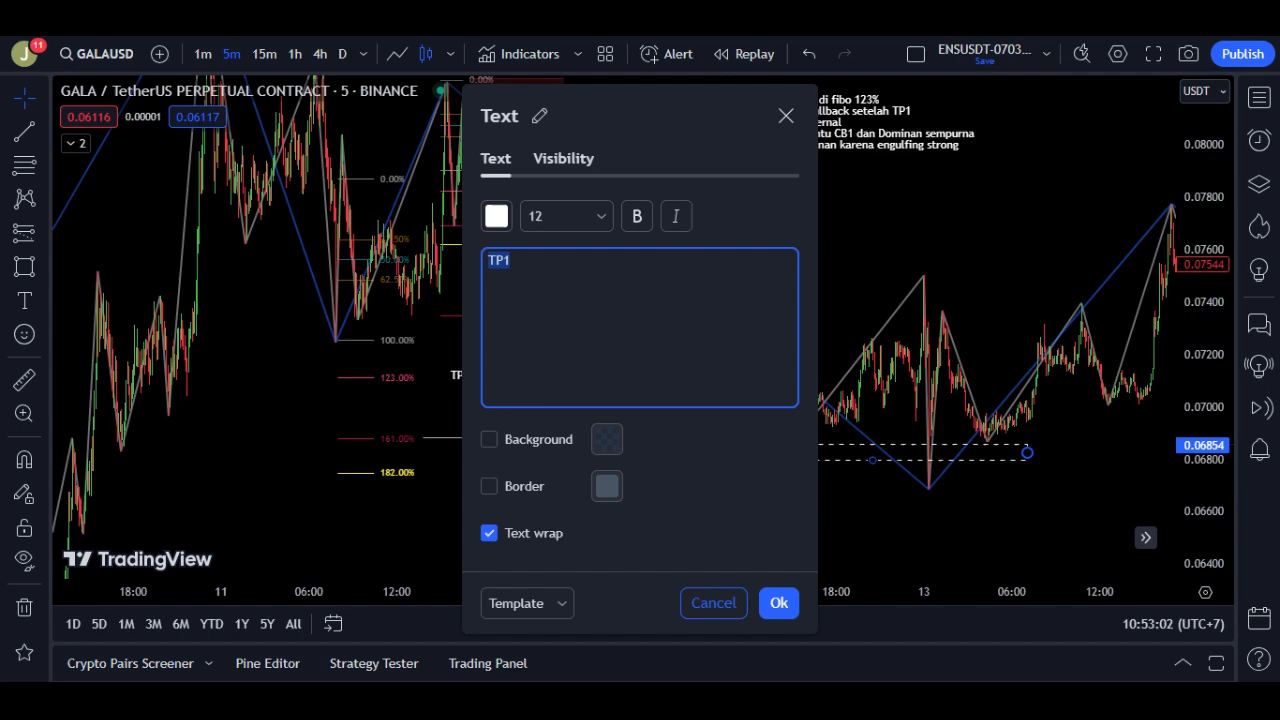 J 11 GALAUSD 1m 5m 15m 1h 4h D Indicators Alert Replay ENSUSDT-0703... Save Publish
GALA / TetherUS PERPETUAL CONTRACT · 5 · BINANCE
0.06116 0.00001 0.06117
2
0.00%
0.00%
62.5
100.00%
123.00%
161.00%
182.00%
TP
Text
Text Visibility
12 B I
TP1
Background
Border
Text wrap
Template Cancel Ok
di fibo 123%
llback setelah TP1
ernal
ntu CB1 dan Dominan sempurna
nan karena engulfing strong
USDT
0.08000
0.07800
0.07600
0.07544
0.07400
0.07200
0.07000
0.06854
0.06800
0.06600
0.06400
TradingView
18:00 11 06:00 12:00 18:00 13 06:00 12:00
1D 5D 1M 3M 6M YTD 1Y 5Y All 10:53:02 (UTC+7)
Crypto Pairs Screener Pine Editor Strategy Tester Trading Panel